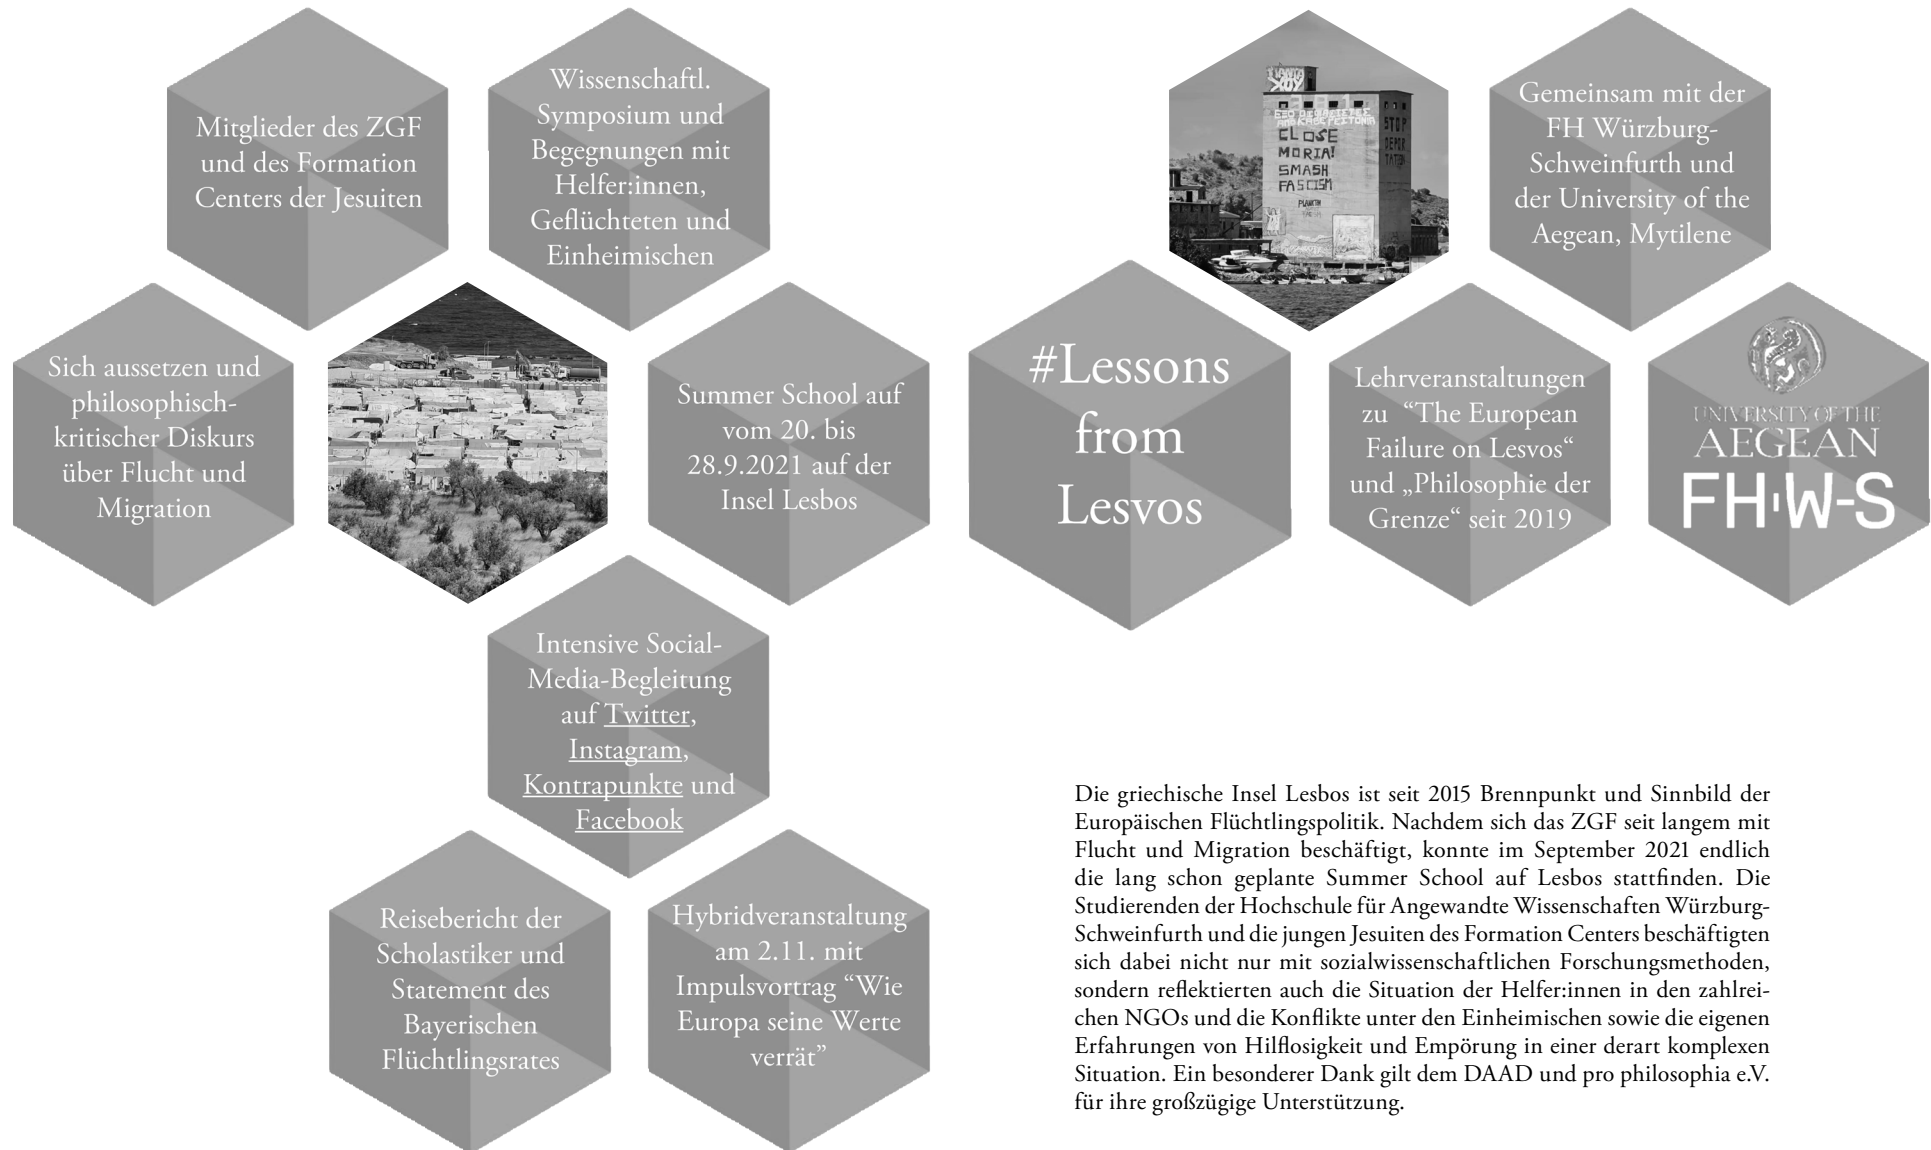 Mitglieder des ZGF
und des Formation
Centers der Jesuiten
Wissenschaftl.
Symposium und
Begegnungen mit
Helfer:innen,
Geflüchteten und
Einheimischen
Sich aussetzen und
philosophisch-
kritischer Diskurs
über Flucht und
Migration
Summer School auf
vom 20. bis
28.9.2021 auf der
Insel Lesbos
Intensive Social-
Media-Begleitung
auf Twitter,
Instagram,
Kontrapunkte und
Facebook
Reisebericht der
Scholastiker und
Statement des
Bayerischen
Flüchtlingsrates
Hybridveranstaltung
am 2.11. mit
Impulsvortrag “Wie
Europa seine Werte
verrät”
CLOSE
MORIA!
SMASH
FASCISM
STOP
DEPOR
TATION
Gemeinsam mit der
FH Würzburg-
Schweinfurth und
der University of the
Aegean, Mytilene
#Lessons
from
Lesvos
Lehrveranstaltungen
zu “The European
Failure on Lesvos“
und „Philosophie der
Grenze“ seit 2019
UNIVERSITY OF THE
AEGEAN
FH·W-S
Die griechische Insel Lesbos ist seit 2015 Brennpunkt und Sinnbild der
Europäischen Flüchtlingspolitik. Nachdem sich das ZGF seit langem mit
Flucht und Migration beschäftigt, konnte im September 2021 endlich
die lang schon geplante Summer School auf Lesbos stattfinden. Die
Studierenden der Hochschule für Angewandte Wissenschaften Würzburg-
Schweinfurth und die jungen Jesuiten des Formation Centers beschäftigten
sich dabei nicht nur mit sozialwissenschaftlichen Forschungsmethoden,
sondern reflektierten auch die Situation der Helfer:innen in den zahlrei-
chen NGOs und die Konflikte unter den Einheimischen sowie die eigenen
Erfahrungen von Hilflosigkeit und Empörung in einer derart komplexen
Situation. Ein besonderer Dank gilt dem DAAD und pro philosophia e.V.
für ihre großzügige Unterstützung.